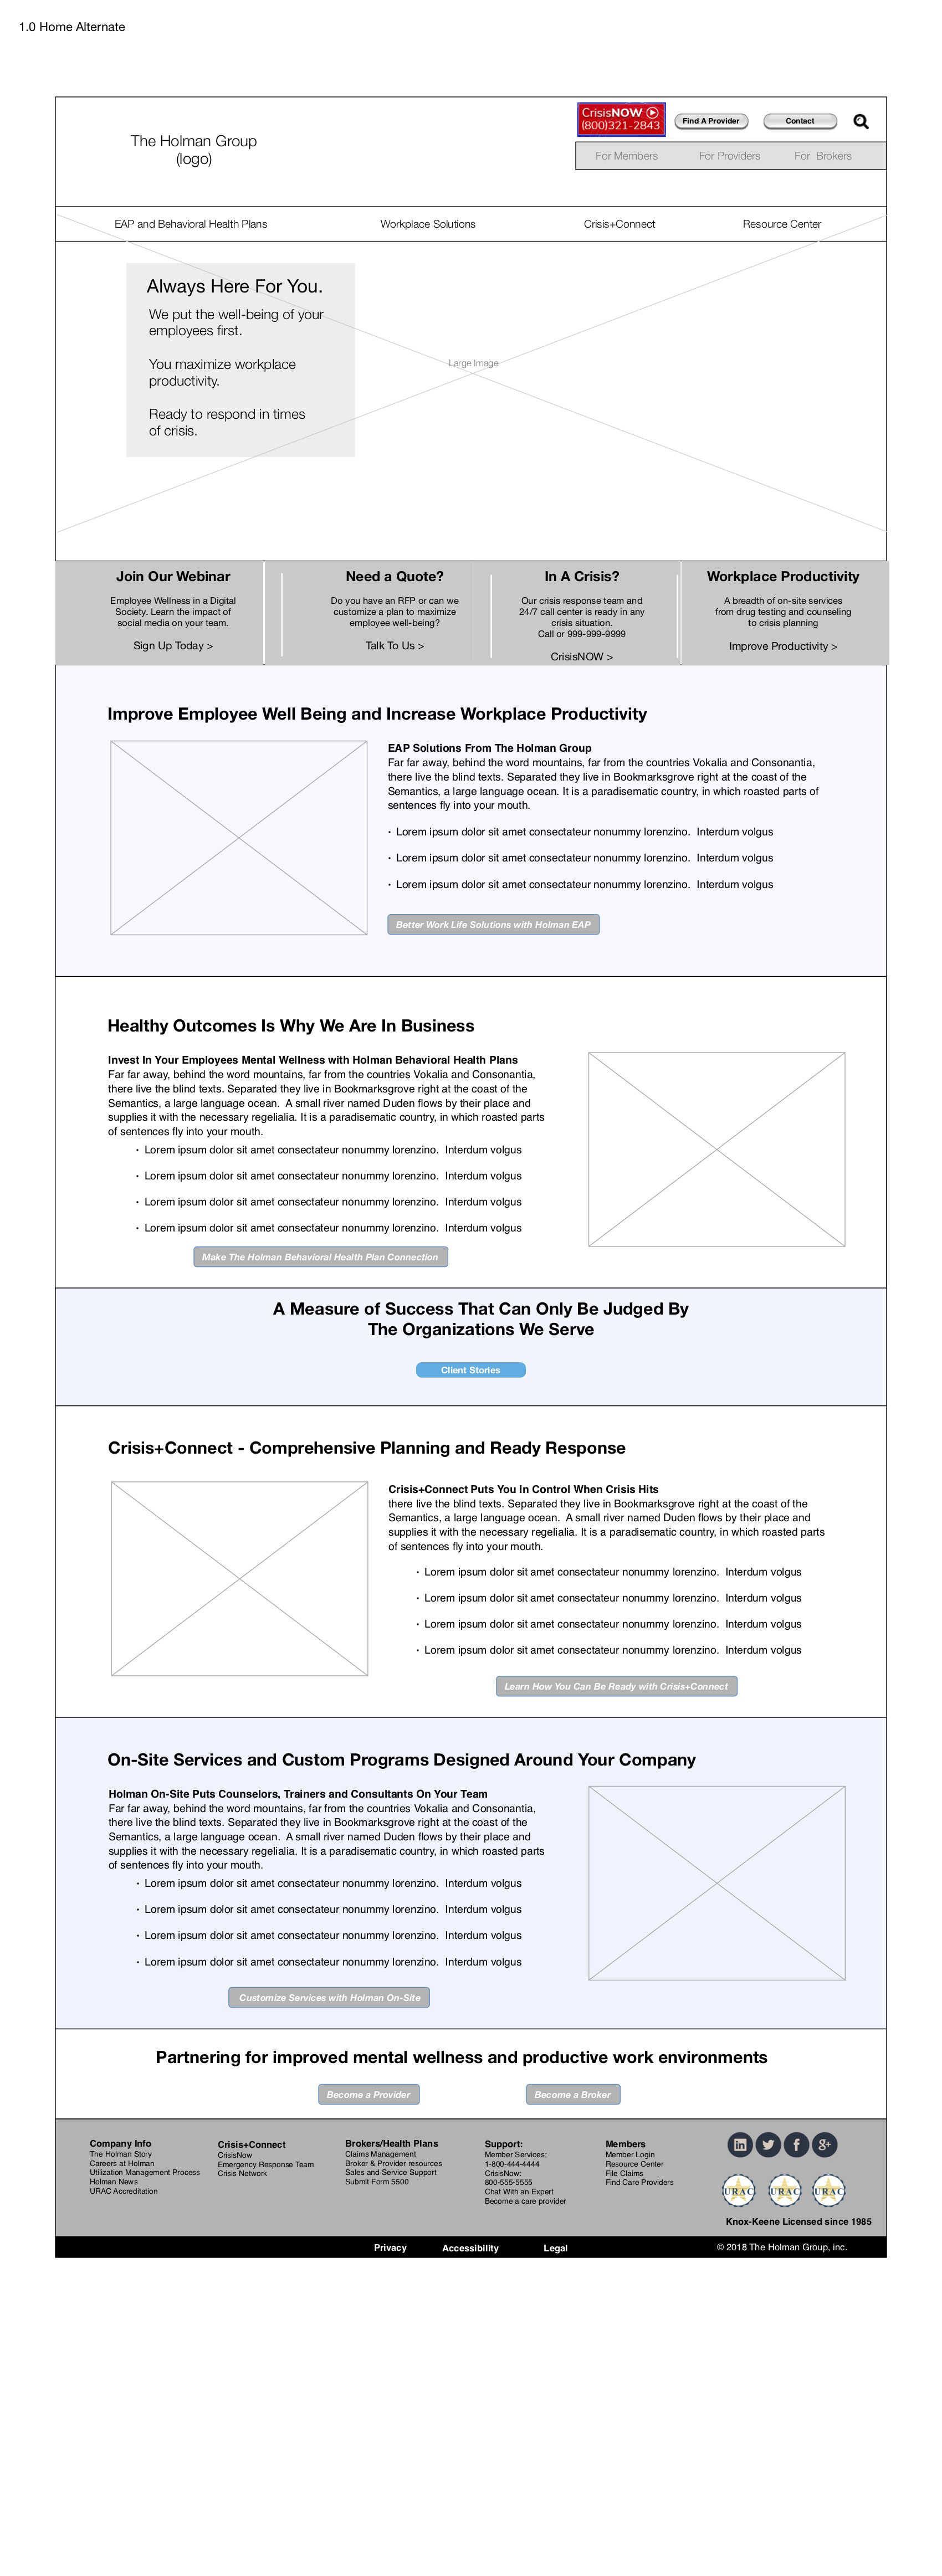 1.0 Home Alternate
The Holman Group
(logo)
CrisisNOW
(800)321-2843
Find A Provider
Contact
For Members
For Providers
For  Brokers
EAP and Behavioral Health Plans
Workplace Solutions
Crisis+Connect
Resource Center
Always Here For You.
We put the well-being of your
employees first.
You maximize workplace
productivity.
Ready to respond in times
of crisis.
Large Image
Join Our Webinar
Employee Wellness in a Digital
Society. Learn the impact of
social media on your team.
Sign Up Today >
Need a Quote?
Do you have an RFP or can we
customize a plan to maximize
employee well-being?
Talk To Us >
In A Crisis?
Our crisis response team and
24/7 call center is ready in any
crisis situation.
Call or 999-999-9999
CrisisNOW >
Workplace Productivity
A breadth of on-site services
from drug testing and counseling
to crisis planning
Improve Productivity >
Improve Employee Well Being and Increase Workplace Productivity
EAP Solutions From The Holman Group
Far far away, behind the word mountains, far from the countries Vokalia and Consonantia,
there live the blind texts. Separated they live in Bookmarksgrove right at the coast of the
Semantics, a large language ocean. It is a paradisematic country, in which roasted parts of
sentences fly into your mouth.
· Lorem ipsum dolor sit amet consectateur nonummy lorenzino.  Interdum volgus
· Lorem ipsum dolor sit amet consectateur nonummy lorenzino.  Interdum volgus
· Lorem ipsum dolor sit amet consectateur nonummy lorenzino.  Interdum volgus
Better Work Life Solutions with Holman EAP
Healthy Outcomes Is Why We Are In Business
Invest In Your Employees Mental Wellness with Holman Behavioral Health Plans
Far far away, behind the word mountains, far from the countries Vokalia and Consonantia,
there live the blind texts. Separated they live in Bookmarksgrove right at the coast of the
Semantics, a large language ocean.  A small river named Duden flows by their place and
supplies it with the necessary regelialia. It is a paradisematic country, in which roasted parts
of sentences fly into your mouth.
· Lorem ipsum dolor sit amet consectateur nonummy lorenzino.  Interdum volgus
· Lorem ipsum dolor sit amet consectateur nonummy lorenzino.  Interdum volgus
· Lorem ipsum dolor sit amet consectateur nonummy lorenzino.  Interdum volgus
· Lorem ipsum dolor sit amet consectateur nonummy lorenzino.  Interdum volgus
Make The Holman Behavioral Health Plan Connection
A Measure of Success That Can Only Be Judged By
The Organizations We Serve
Client Stories
Crisis+Connect - Comprehensive Planning and Ready Response
Crisis+Connect Puts You In Control When Crisis Hits
there live the blind texts. Separated they live in Bookmarksgrove right at the coast of the
Semantics, a large language ocean.  A small river named Duden flows by their place and
supplies it with the necessary regelialia. It is a paradisematic country, in which roasted parts
of sentences fly into your mouth.
· Lorem ipsum dolor sit amet consectateur nonummy lorenzino.  Interdum volgus
· Lorem ipsum dolor sit amet consectateur nonummy lorenzino.  Interdum volgus
· Lorem ipsum dolor sit amet consectateur nonummy lorenzino.  Interdum volgus
· Lorem ipsum dolor sit amet consectateur nonummy lorenzino.  Interdum volgus
Learn How You Can Be Ready with Crisis+Connect
On-Site Services and Custom Programs Designed Around Your Company
Holman On-Site Puts Counselors, Trainers and Consultants On Your Team
Far far away, behind the word mountains, far from the countries Vokalia and Consonantia,
there live the blind texts. Separated they live in Bookmarksgrove right at the coast of the
Semantics, a large language ocean.  A small river named Duden flows by their place and
supplies it with the necessary regelialia. It is a paradisematic country, in which roasted parts
of sentences fly into your mouth.
· Lorem ipsum dolor sit amet consectateur nonummy lorenzino.  Interdum volgus
· Lorem ipsum dolor sit amet consectateur nonummy lorenzino.  Interdum volgus
· Lorem ipsum dolor sit amet consectateur nonummy lorenzino.  Interdum volgus
· Lorem ipsum dolor sit amet consectateur nonummy lorenzino.  Interdum volgus
Customize Services with Holman On-Site
Partnering for improved mental wellness and productive work environments
Become a Provider
Become a Broker
Company Info
The Holman Story
Careers at Holman
Utilization Management Process
Holman News
URAC Accreditation
Crisis+Connect
CrisisNow
Emergency Response Team
Crisis Network
Brokers/Health Plans
Claims Management
Broker & Provider resources
Sales and Service Support
Submit Form 5500
Support:
Member Services:
1-800-444-4444
CrisisNow:
800-555-5555
Chat With an Expert
Become a care provider
Members
Member Login
Resource Center
File Claims
Find Care Providers
in
f
g+
URAC
URAC
URAC
Knox-Keene Licensed since 1985
Privacy
Accessibility
Legal
© 2018 The Holman Group, inc.